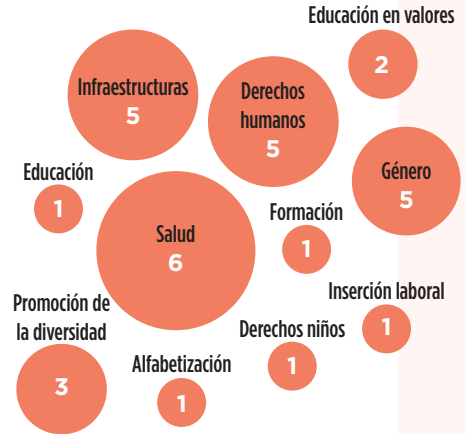 Educación en valores
2
Infraestructuras
5
Derechos
humanos
5
Educación
1
Género
5
Salud
6
Formación
1
Promoción de
la diversidad
3
Alfabetización
1
Derechos niños
1
Inserción laboral
1